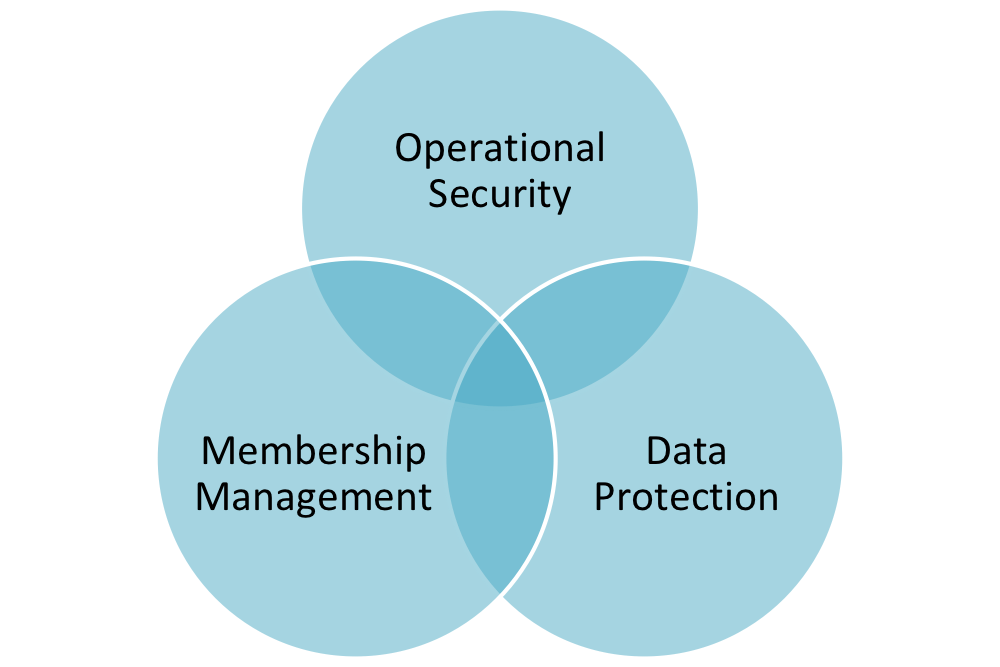 Operational
Security
Membership
Management
Data
Protection